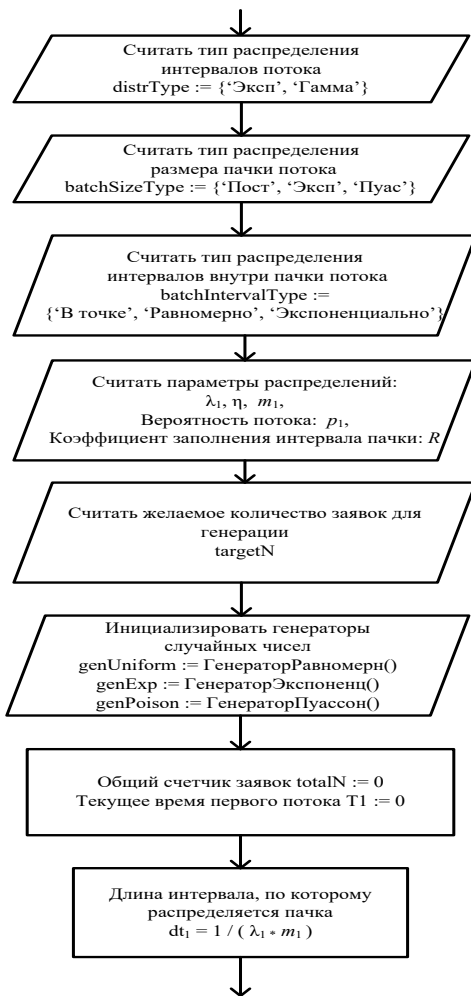 Считать тип распределения
интервалов потока
distrType := {‘Эксп’, ‘Гамма’}
Считать тип распределения
размера пачки потока
batchSizeType := {‘Пост’, ‘Эксп’, ‘Пуас’}
Считать тип распределения
интервалов внутри пачки потока
batchIntervalType :=
{‘В точке’, ‘Равномерно’, ‘Экспоненциально’}
Считать параметры распределений:
λ₁, η, m₁,
Вероятность потока: p₁,
Коэффициент заполнения интервала пачки: R
Считать желаемое количество заявок для
генерации
targetN
Инициализировать генераторы
случайных чисел
genUniform := ГенераторРавномерн()
genExp := ГенераторЭкспоненц()
genPoison := ГенераторПуассон()
Общий счетчик заявок totalN := 0
Текущее время первого потока T1 := 0
Длина интервала, по которому
распределяется пачка
dt₁ = 1 / ( λ₁ * m₁ )